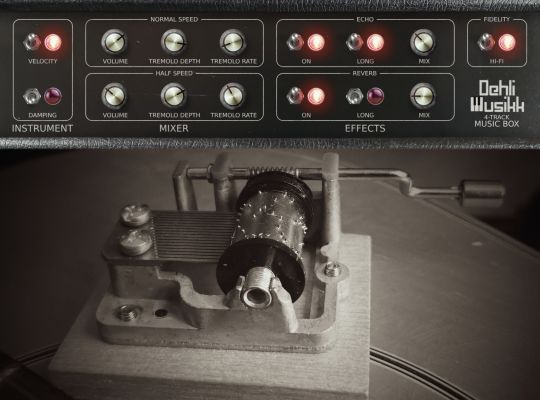 NORMAL SPEED
ECHO
FIDELITY
VELOCITY
VOLUME
TREMOLO DEPTH
TREMOLO RATE
ON
LONG
MIX
HI-FI
HALF SPEED
REVERB
DAMPING
VOLUME
TREMOLO DEPTH
TREMOLO RATE
ON
LONG
MIX
Oehli
Musikk
4-TRACK
MUSIC BOX
INSTRUMENT
MIXER
EFFECTS